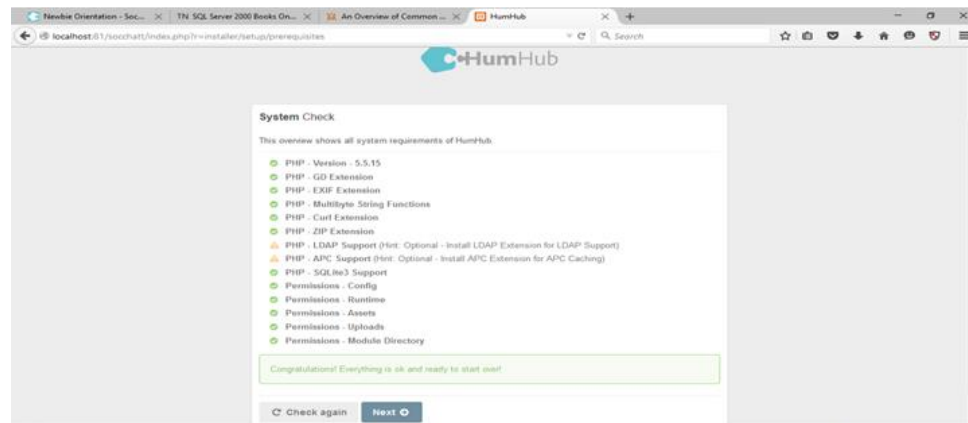 Newbie Orientation - Soc...
TN SQL Server 2000 Books On...
An Overview of Common ...
HumHub
localhost:81/socchatt/index.php?r=installer/setup/prerequisites
Search
HumHub
System Check
This overview shows all system requirements of HumHub.
PHP - Version - 5.5.15
PHP - GD Extension
PHP - EXIF Extension
PHP - Multibyte String Functions
PHP - Curl Extension
PHP - ZIP Extension
PHP - LDAP Support (Hint: Optional - Install LDAP Extension for LDAP Support)
PHP - APC Support (Hint: Optional - Install APC Extension for APC Caching)
PHP - SQLite3 Support
Permissions - Config
Permissions - Runtime
Permissions - Assets
Permissions - Uploads
Permissions - Module Directory
Congratulations! Everything is ok and ready to start over!
Check again
Next